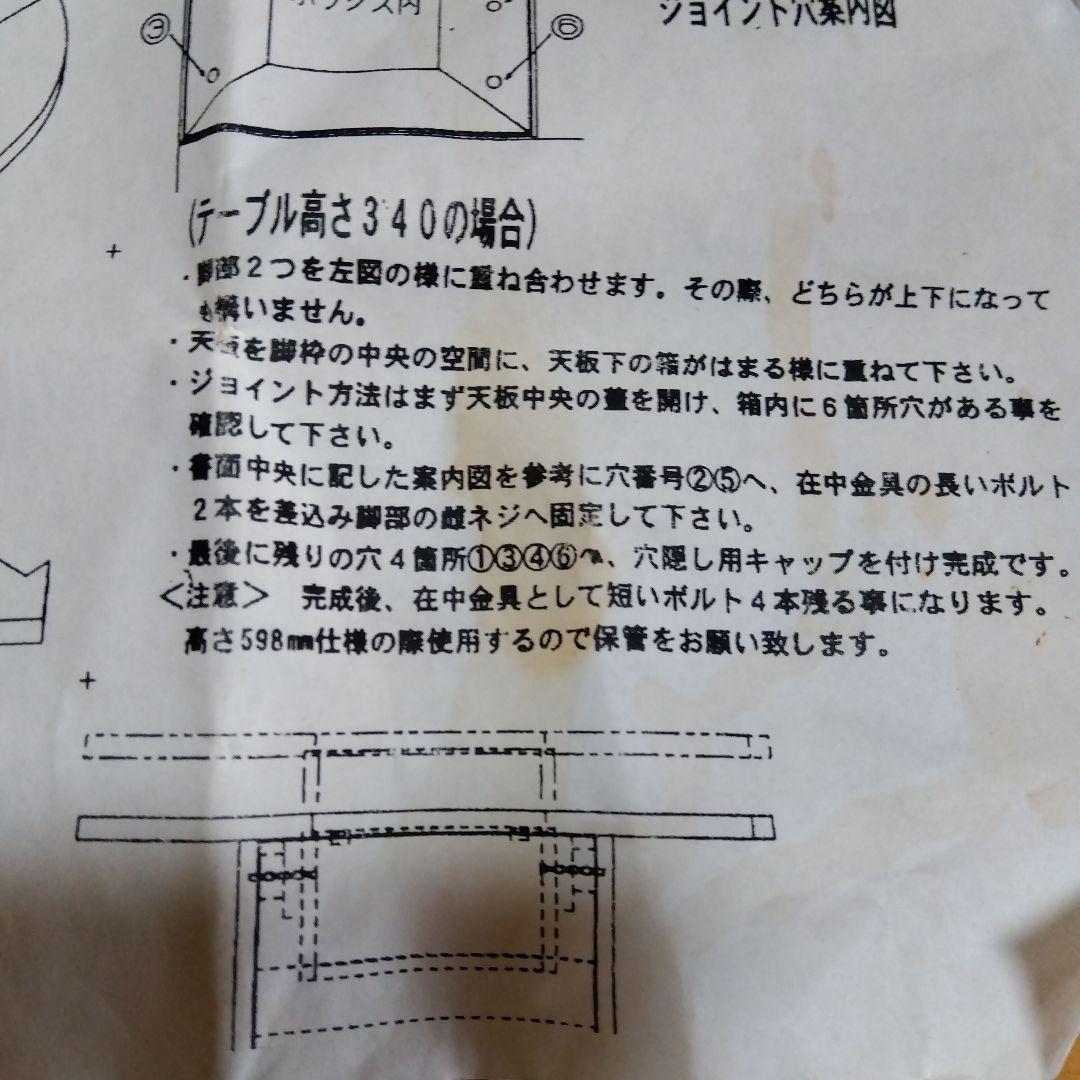 ボックス内
ジョイント穴案内図
③
⑥
(テーブル高さ340の場合)
・脚部2つを左図の様に重ね合わせます。その際、どちらが上下になって
も構いません。
・天板を脚枠の中央の空間に、天板下の箱がはまる様に重ねて下さい。
・ジョイント方法はまず天板中央の蓋を開け、箱内に6箇所穴がある事を
確認して下さい。
・書面中央に記した案内図を参考に穴番号②⑤へ、在中金具の長いボルト
2本を差込み脚部の雌ネジへ固定して下さい。
・最後に残りの穴4箇所①③④⑥へ、穴隠し用キャップを付け完成です。
<注意> 完成後、在中金具として短いボルト4本残る事になります。
高さ598mm仕様の際使用するので保管をお願い致します。